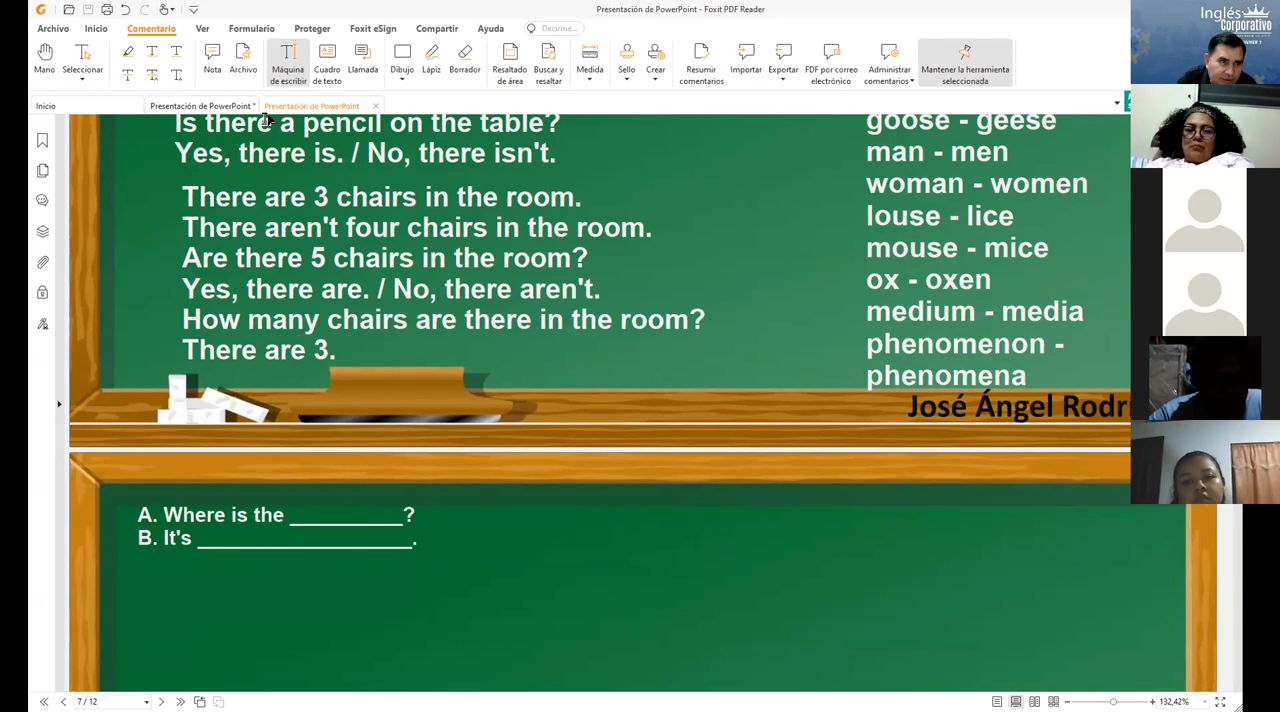 Presentación de PowerPoint - Foxit PDF Reader
Archivo Inicio Comentario Ver Formulario Proteger Foxit eSign Compartir Ayuda Decirme...
Mano Seleccionar Nota Archivo Máquina de escribir Cuadro de texto Llamada Dibujo Lápiz Borrador Resaltado de área Buscar y resaltar Medida Sello Crear Resumir comentarios Importar Exportar PDF por correo electrónico Administrar comentarios Mantener la herramienta seleccionada
Inicio Presentación de PowerPoint * Presentación de PowerPoint
Inglés
Corporativo
Is there a pencil on the table?
Yes, there is. / No, there isn't.
There are 3 chairs in the room.
There aren't four chairs in the room.
Are there 5 chairs in the room?
Yes, there are. / No, there aren't.
How many chairs are there in the room?
There are 3.
goose - geese
man - men
woman - women
louse - lice
mouse - mice
ox - oxen
medium - media
phenomenon -
phenomena
José Ángel Rodr
A. Where is the __________?
B. It's ___________________.
7 / 12
132,42%